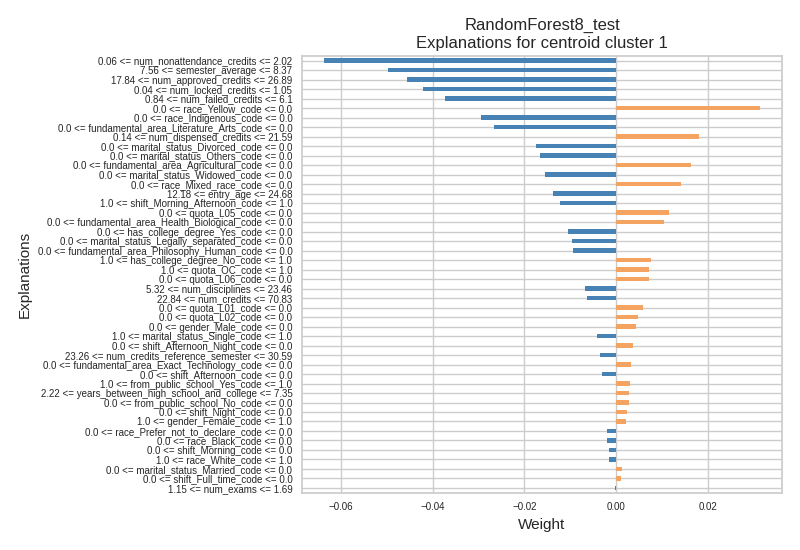 RandomForest8_test
Explanations for centroid cluster 1
0.06 <= num_nonattendance_credits <= 2.02
7.56 <= semester_average <= 8.37
17.84 <= num_approved_credits <= 26.89
0.04 <= num_locked_credits <= 1.05
0.84 <= num_failed_credits <= 6.1
0.0 <= race_Yellow_code <= 0.0
0.0 <= race_Indigenous_code <= 0.0
0.0 <= fundamental_area_Literature_Arts_code <= 0.0
0.14 <= num_dispensed_credits <= 21.59
0.0 <= marital_status_Divorced_code <= 0.0
0.0 <= marital_status_Others_code <= 0.0
0.0 <= fundamental_area_Agricultural_code <= 0.0
0.0 <= marital_status_Widowed_code <= 0.0
0.0 <= race_Mixed_race_code <= 0.0
12.18 <= entry_age <= 24.68
1.0 <= shift_Morning_Afternoon_code <= 1.0
0.0 <= quota_L05_code <= 0.0
0.0 <= fundamental_area_Health_Biological_code <= 0.0
0.0 <= has_college_degree_Yes_code <= 0.0
0.0 <= marital_status_Legally_separated_code <= 0.0
0.0 <= fundamental_area_Philosophy_Human_code <= 0.0
1.0 <= has_college_degree_No_code <= 1.0
1.0 <= quota_OC_code <= 1.0
0.0 <= quota_L06_code <= 0.0
5.32 <= num_disciplines <= 23.46
22.84 <= num_credits <= 70.83
0.0 <= quota_L01_code <= 0.0
0.0 <= quota_L02_code <= 0.0
0.0 <= gender_Male_code <= 0.0
1.0 <= marital_status_Single_code <= 1.0
0.0 <= shift_Afternoon_Night_code <= 0.0
23.26 <= num_credits_reference_semester <= 30.59
0.0 <= fundamental_area_Exact_Technology_code <= 0.0
0.0 <= shift_Afternoon_code <= 0.0
1.0 <= from_public_school_Yes_code <= 1.0
2.22 <= years_between_high_school_and_college <= 7.35
0.0 <= from_public_school_No_code <= 0.0
0.0 <= shift_Night_code <= 0.0
1.0 <= gender_Female_code <= 1.0
0.0 <= race_Prefer_not_to_declare_code <= 0.0
0.0 <= race_Black_code <= 0.0
0.0 <= shift_Morning_code <= 0.0
1.0 <= race_White_code <= 1.0
0.0 <= marital_status_Married_code <= 0.0
0.0 <= shift_Full_time_code <= 0.0
1.15 <= num_exams <= 1.69
Explanations
−0.06
−0.04
−0.02
0.00
0.02
Weight